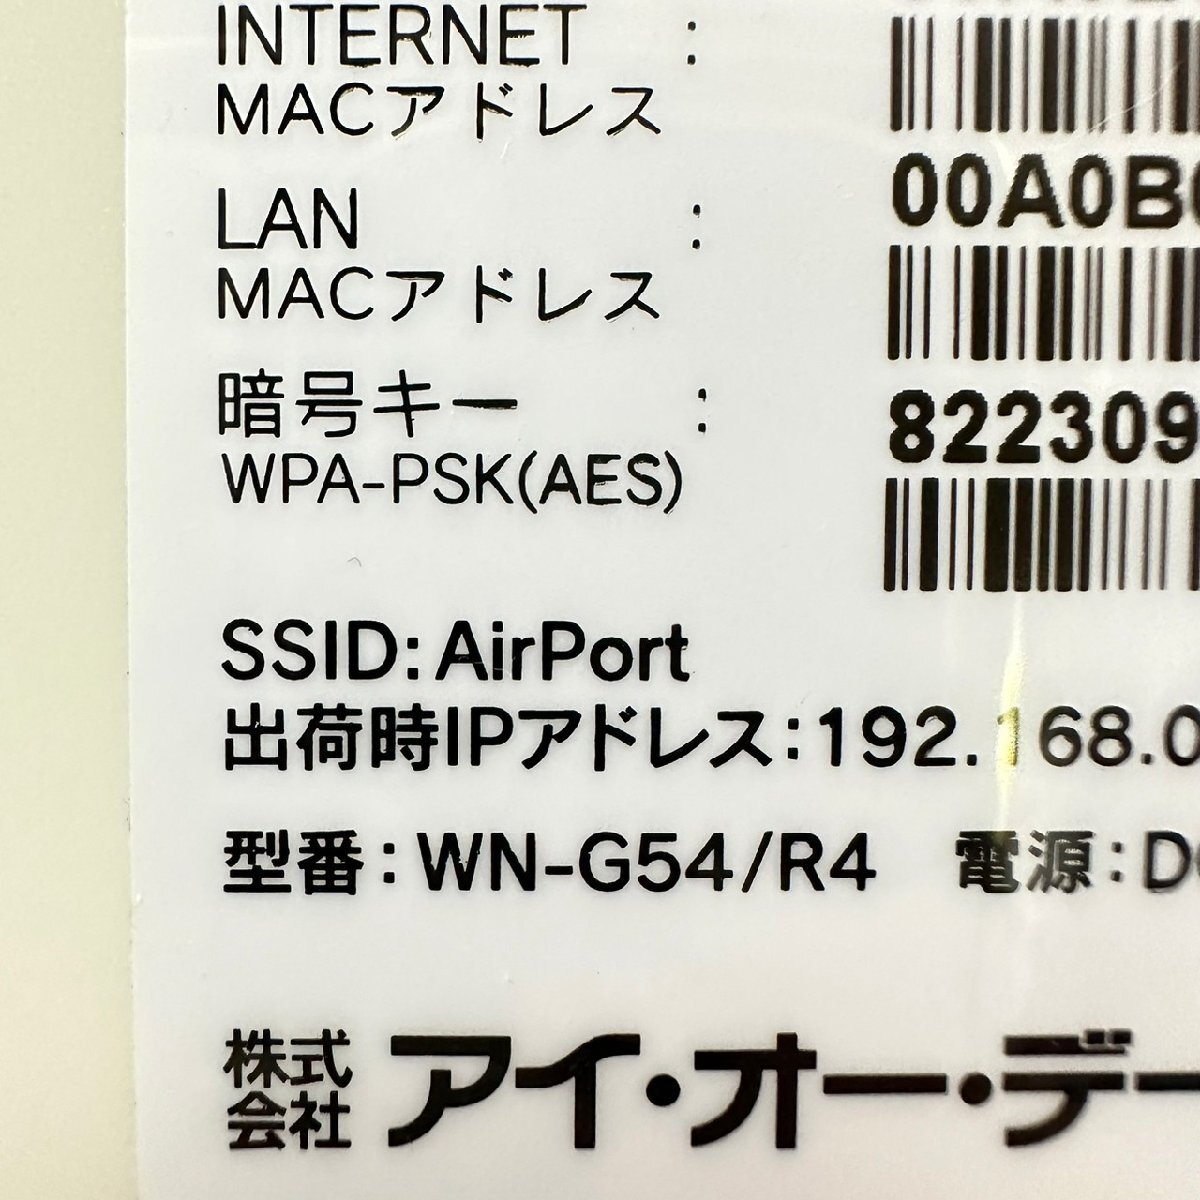 INTERNET :
MACアドレス
00A0B
LAN :
MACアドレス
暗号キー : 822309
WPA-PSK(AES)
SSID: AirPort
出荷時IPアドレス:192.168.0
型番: WN-G54/R4 電源: D
株式会社 アイ・オー・デー